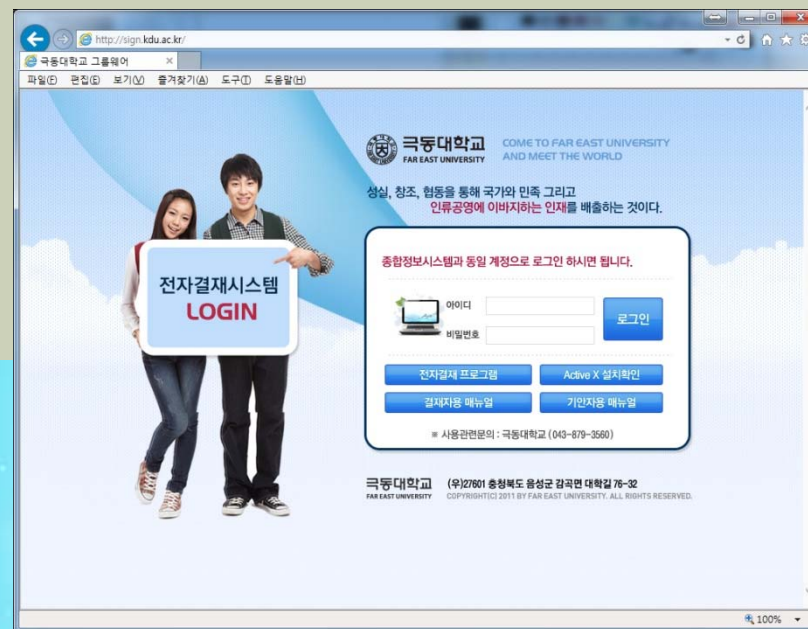 http://sign.kdu.ac.kr/
극동대학교 그룹웨어
파일(F) 편집(E) 보기(V) 즐겨찾기(A) 도구(T) 도움말(H)
극동대학교
FAR EAST UNIVERSITY
COME TO FAR EAST UNIVERSITY
AND MEET THE WORLD
성실, 창조, 협동을 통해 국가와 민족 그리고
인류공영에 이바지하는 인재를 배출하는 것이다.
전자결재시스템
LOGIN
종합정보시스템과 동일 계정으로 로그인 하시면 됩니다.
아이디
비밀번호
로그인
전자결재 프로그램
Active X 설치확인
결재자용 매뉴얼
기안자용 매뉴얼
※ 사용관련문의 : 극동대학교 (043-879-3560)
극동대학교
FAR EAST UNIVERSITY
(우)27601 충청북도 음성군 감곡면 대학길 76-32
COPYRIGHT(C) 2011 BY FAR EAST UNIVERSITY. ALL RIGHTS RESERVED.
100%